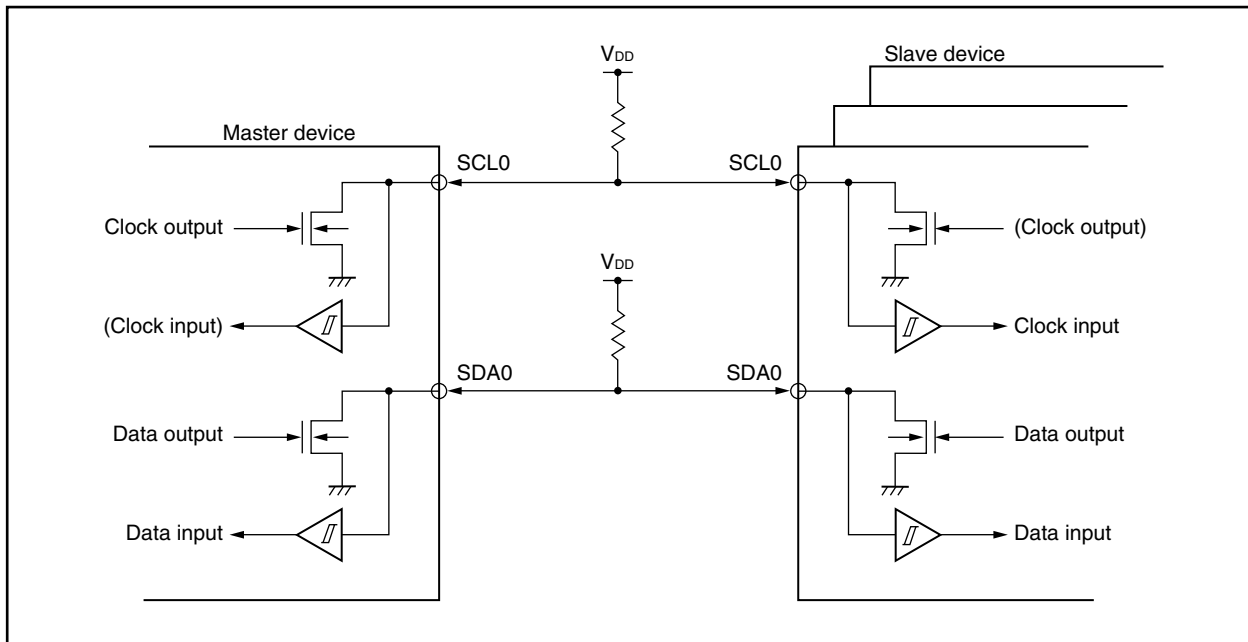 VDD
Slave device
Master device
SCL0
SCL0
Clock output
(Clock output)
VDD
(Clock input)
Clock input
SDA0
SDA0
Data output
Data output
Data input
Data input